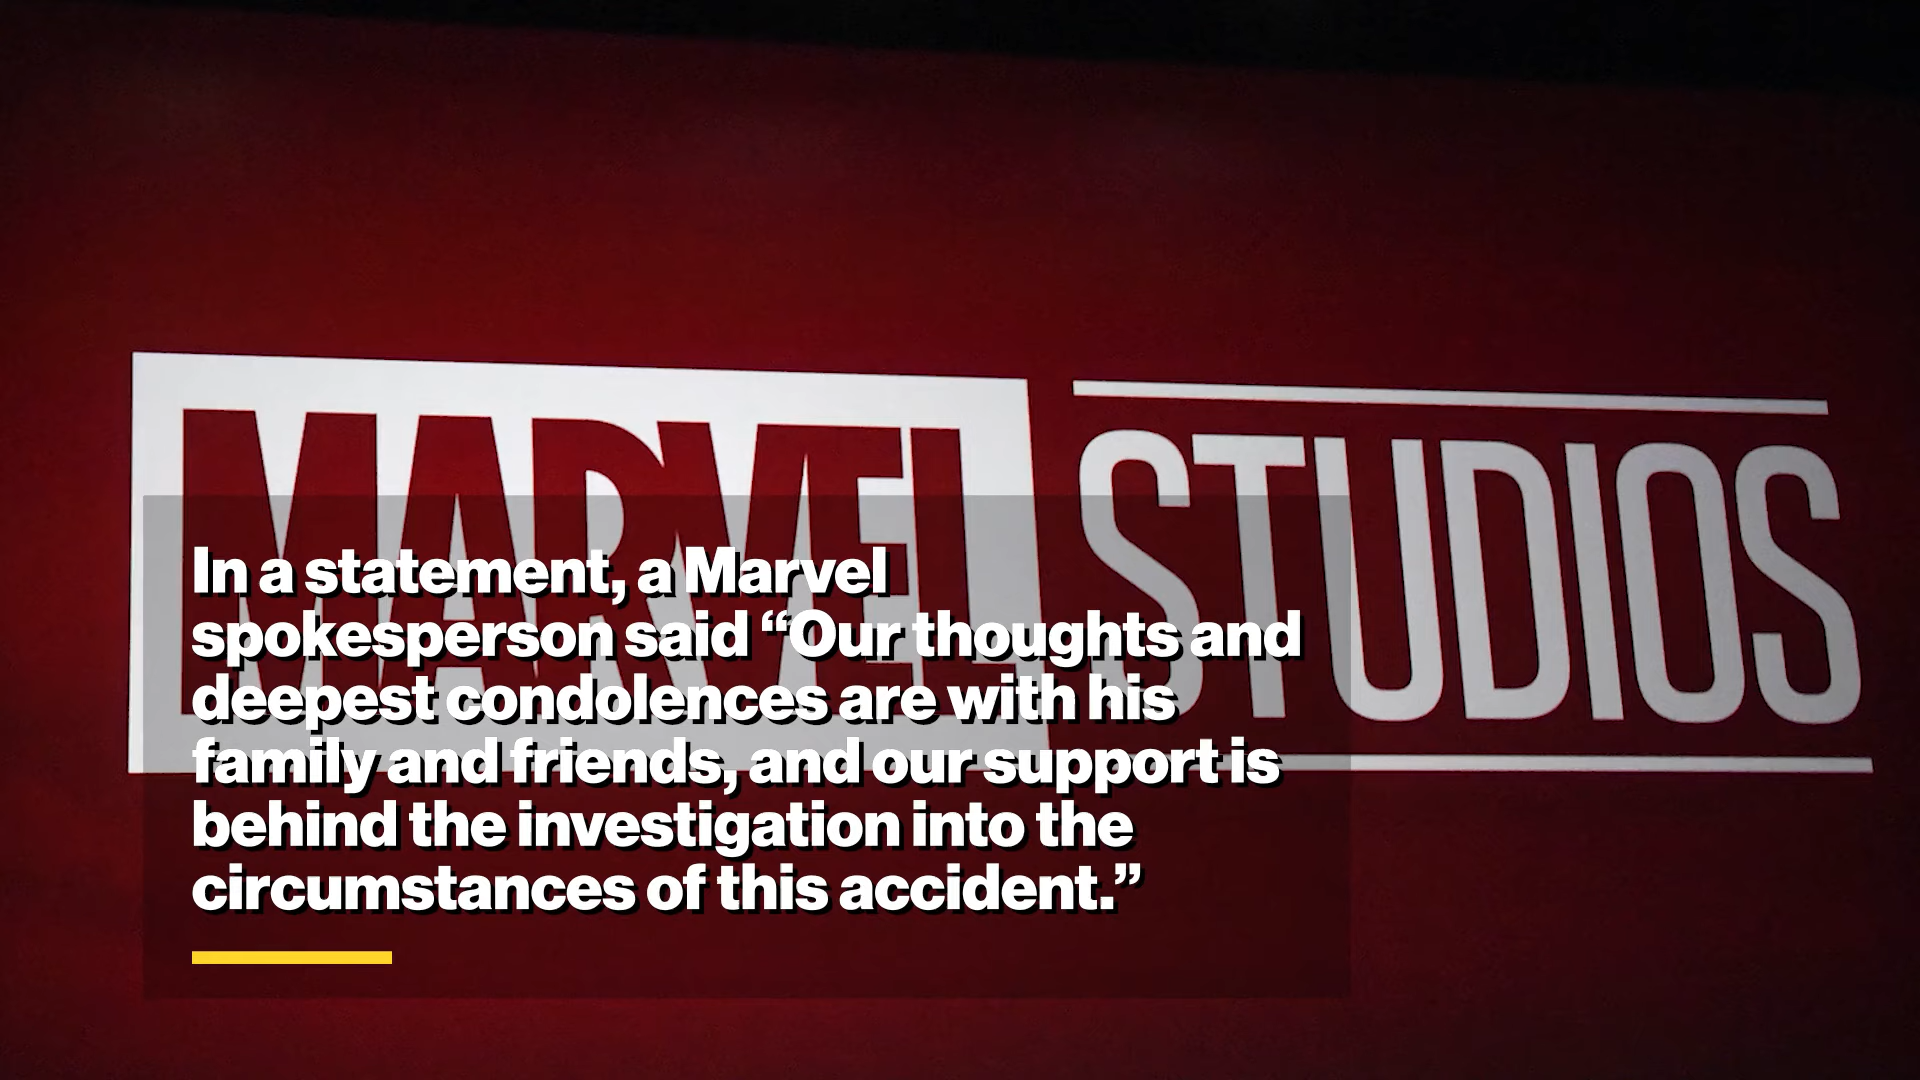 MARVEL STUDIOS
In a statement, a Marvel
spokesperson said “Our thoughts and
deepest condolences are with his
family and friends, and our support is
behind the investigation into the
circumstances of this accident.”